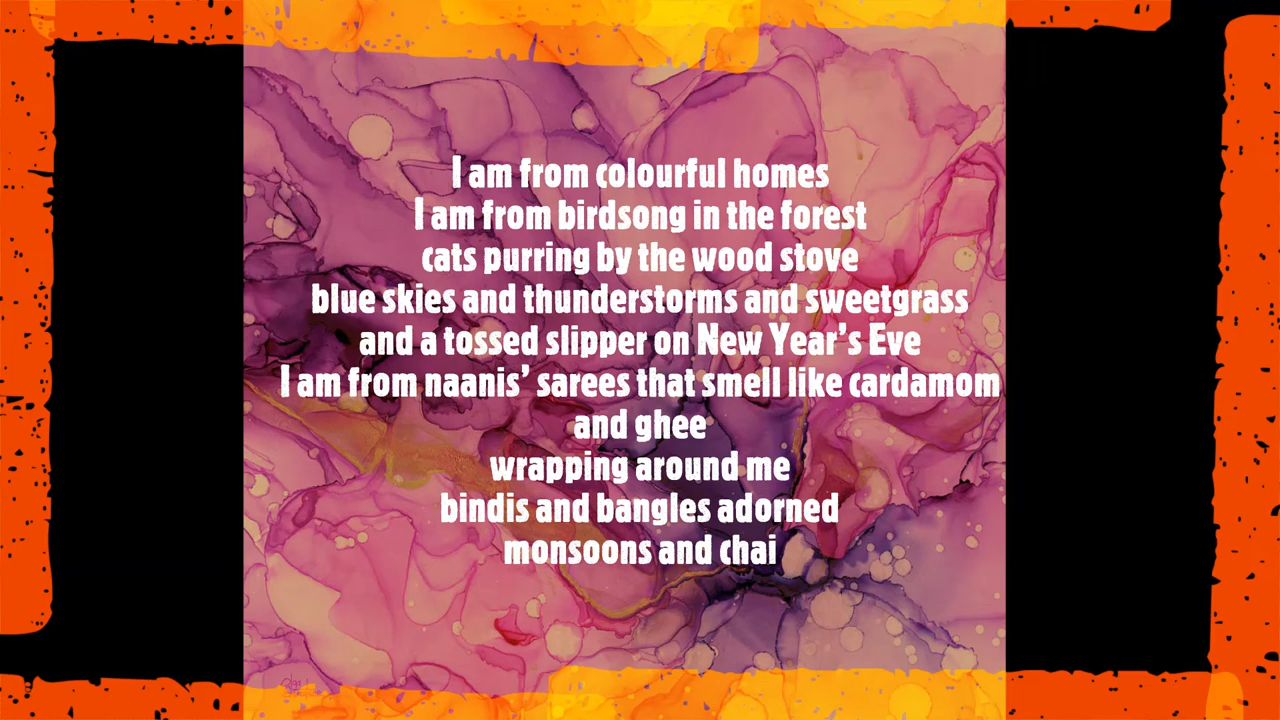 I am from colourful homes
I am from birdsong in the forest
cats purring by the wood stove
blue skies and thunderstorms and sweetgrass
and a tossed slipper on New Year’s Eve
I am from naanis’ sarees that smell like cardamom
and ghee
wrapping around me
bindis and bangles adorned
monsoons and chai